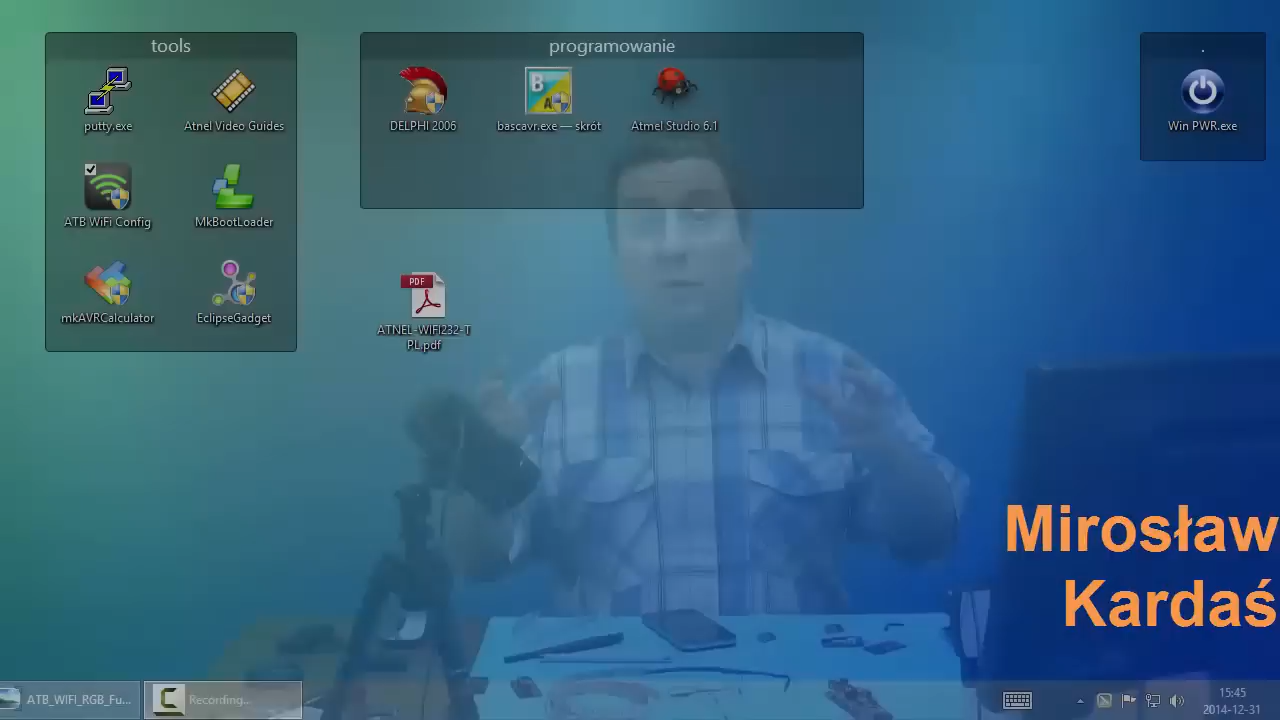 tools
putty.exe
Atnel Video Guides
ATB WiFi Config
MkBootLoader
mkAVRCalculator
EclipseGadget
programowanie
DELPHI 2006
bascavr.exe — skrót
Atmel Studio 6.1
PDF
ATNEL-WIFI232-T
PL.pdf
.
Win PWR.exe
Mirosław
Kardaś
ATB_WIFI_RGB_Fu...
Recording...
15:45
2014-12-31